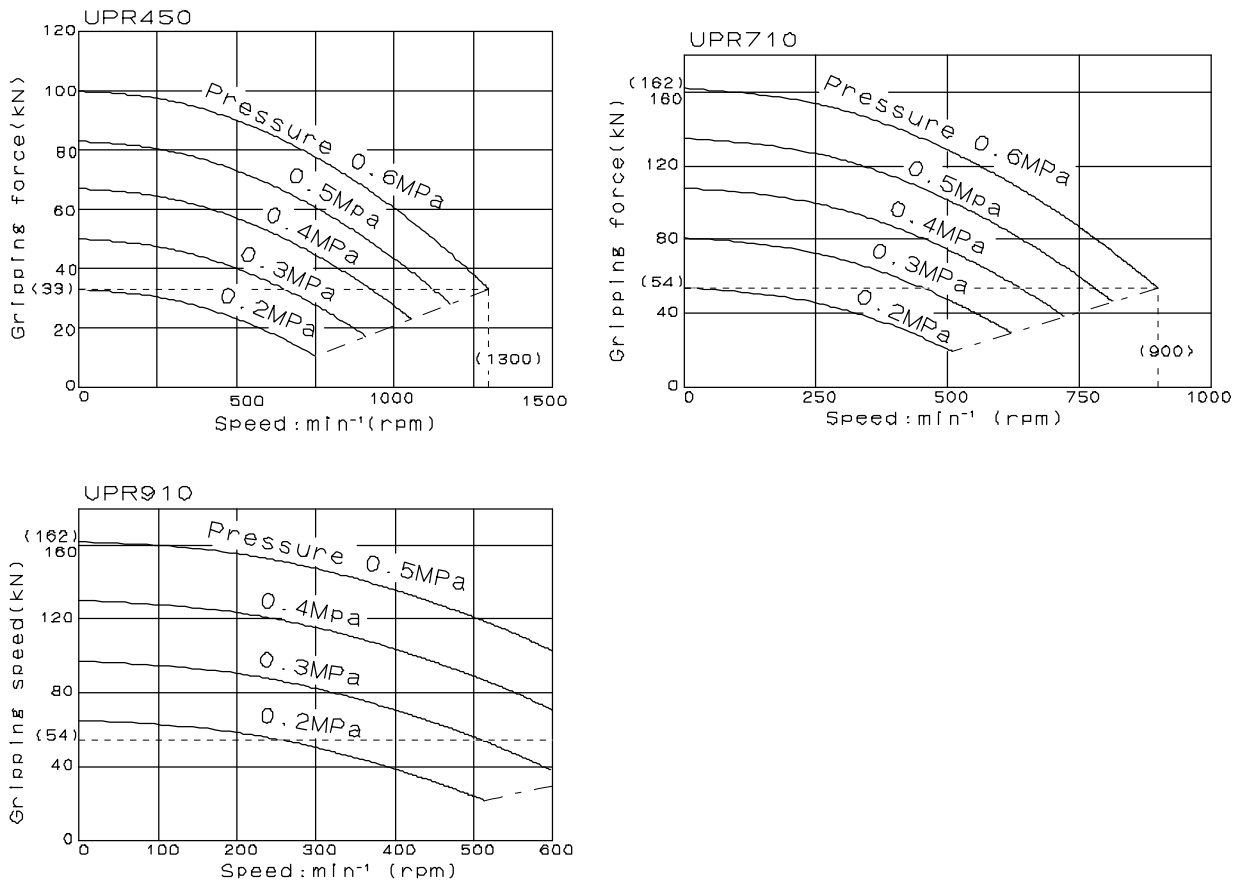 UPR450
Gripping force(kN)
120
100
80
60
40
(33)
20
0
Pressure 0.6MPa
0.5MPa
0.4MPa
0.3MPa
0.2MPa
(1300)
0 500 1000 1500
Speed:min⁻¹(rpm)
UPR710
Gripping force(kN)
(162)
160
120
80
(54)
40
0
Pressure 0.6MPa
0.5MPa
0.4MPa
0.3MPa
0.2MPa
(900)
0 250 500 750 1000
Speed:min⁻¹ (rpm)
UPR910
Gripping speed(kN)
(162)
160
120
80
(54)
40
0
Pressure 0.5MPa
0.4Mpa
0.3MPa
0.2MPa
0 100 200 300 400 500 600
Speed:min⁻¹ (rpm)